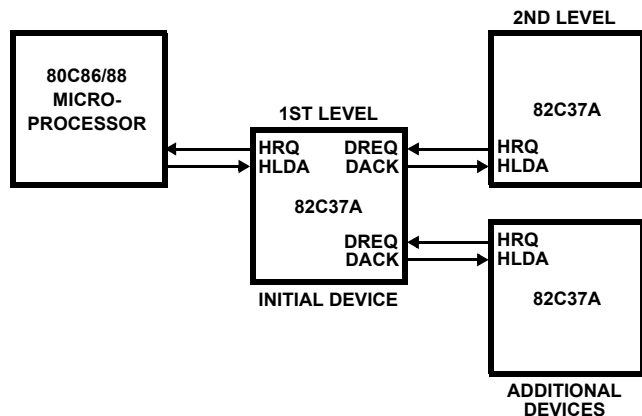 2ND LEVEL
80C86/88
MICRO-
PROCESSOR
82C37A
1ST LEVEL
HRQ
HLDA
DREQ
DACK
HRQ
HLDA
82C37A
DREQ
DACK
HRQ
HLDA
INITIAL DEVICE
82C37A
ADDITIONAL
DEVICES